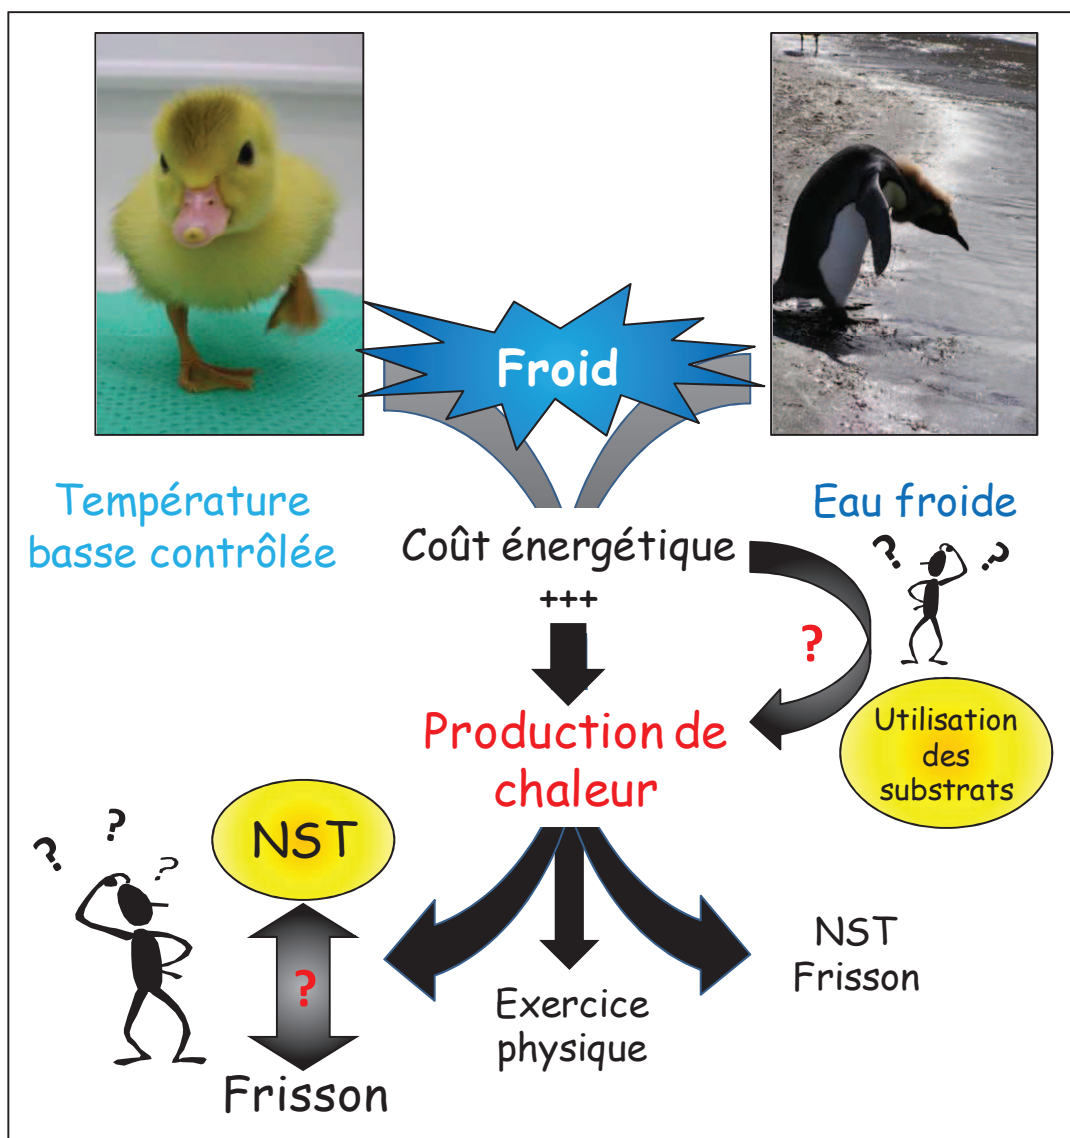 Froid
Température
basse contrôlée
Eau froide
Coût énergétique
+++
?
?
?
Utilisation
des
substrats
Production de
chaleur
?
?
?
NST
?
Frisson
Exercice
physique
NST
Frisson